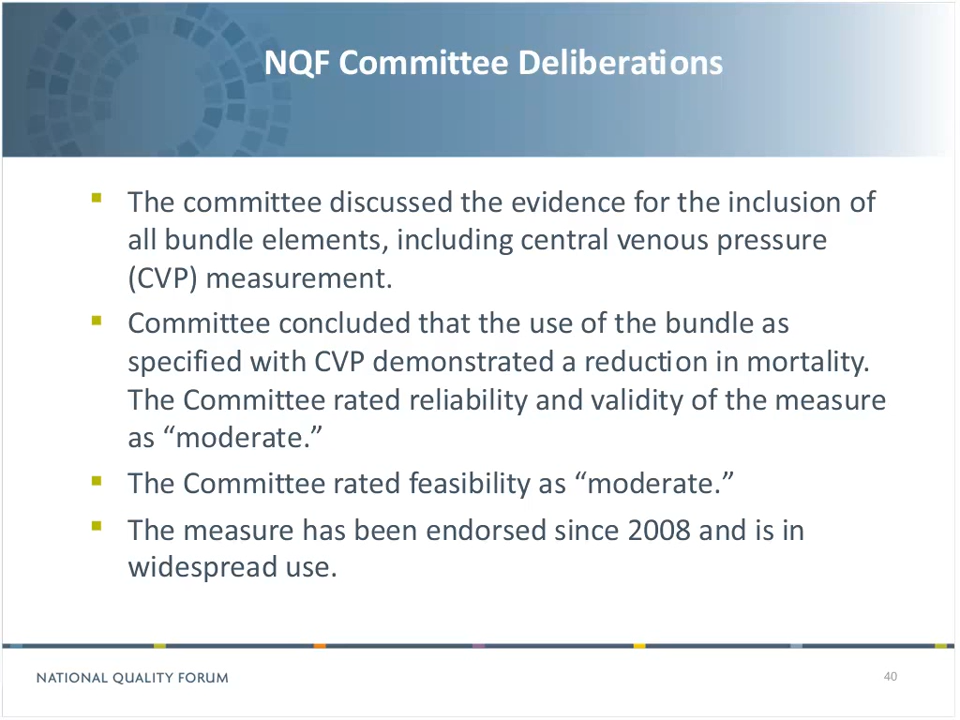 NQF Committee Deliberations
The committee discussed the evidence for the inclusion of
all bundle elements, including central venous pressure
(CVP) measurement.
Committee concluded that the use of the bundle as
specified with CVP demonstrated a reduction in mortality.
The Committee rated reliability and validity of the measure
as “moderate.”
The Committee rated feasibility as “moderate.”
The measure has been endorsed since 2008 and is in
widespread use.
NATIONAL QUALITY FORUM
40